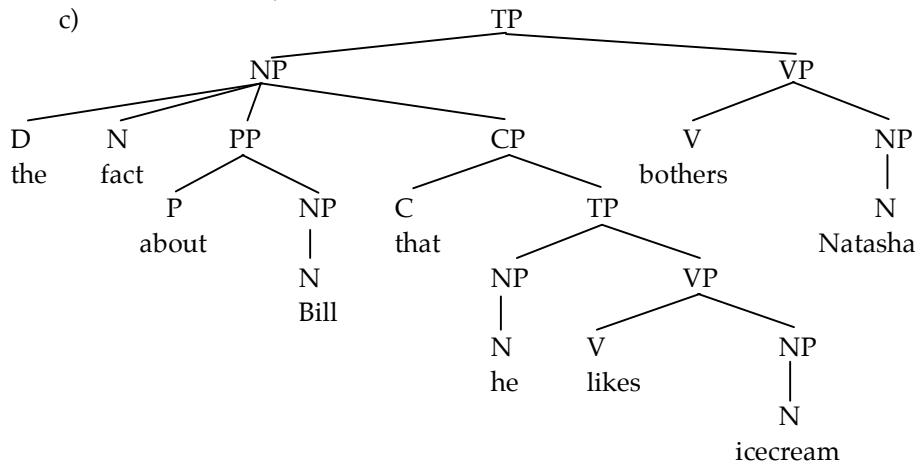 c) TP
NP VP
D N PP CP V NP
the fact bothers
P NP C TP N
about that Natasha
N NP VP
Bill
N V NP
he likes
N
icecream